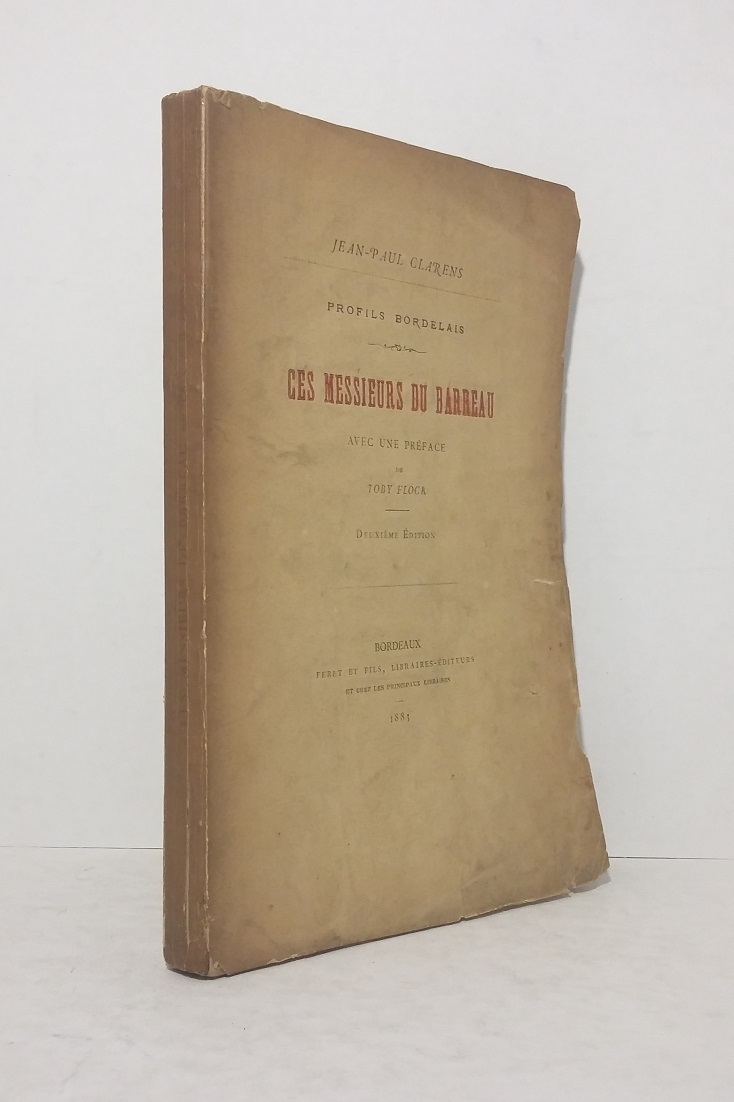 JEAN-PAUL CLARENS
PROFILS BORDELAIS
CES MESSIEURS DU BARREAU
AVEC UNE PRÉFACE
DE
TOBY FLOCK
DEUXIÈME ÉDITION
BORDEAUX
FERET ET FILS, LIBRAIRES-ÉDITEURS
ET CHEZ LES PRINCIPAUX LIBRAIRES
1883